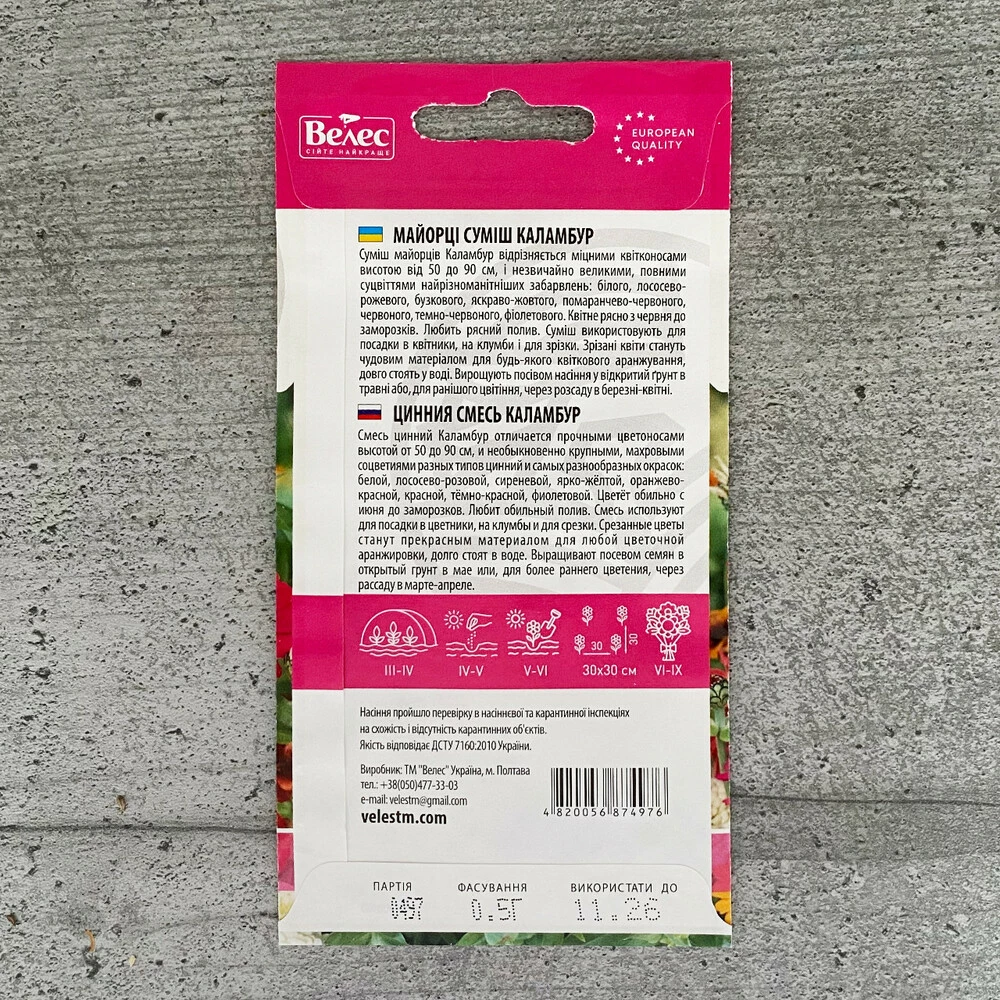 Велес
СІЙТЕ НАЙКРАЩЕ
EUROPEAN
QUALITY
МАЙОРЦІ СУМІШ КАЛАМБУР
Суміш майорців Каламбур відрізняється міцними квітконосами
висотою від 50 до 90 см, і незвичайно великими, повними
суцвіттями найрізноманітніших забарвлень: білого, лососево-
рожевого, бузкового, яскраво-жовтого, помаранчево-червоного,
червоного, темно-червоного, фіолетового. Квітне рясно з червня до
заморозків. Любить рясний полив. Суміш використовують для
посадки в квітники, на клумби і для зрізки. Зрізані квіти стануть
чудовим матеріалом для будь-якого квіткового аранжування,
довго стоять у воді. Вирощують посівом насіння у відкритий ґрунт в
травні або, для ранішого цвітіння, через розсаду в березні-квітні.
ЦИННИЯ СМЕСЬ КАЛАМБУР
Смесь цинний Каламбур отличается прочными цветоносами
высотой от 50 до 90 см, и необыкновенно крупными, махровыми
соцветиями разных типов цинний и самых разнообразных окрасок:
белой, лососево-розовой, сиреневой, ярко-жёлтой, оранжево-
красной, красной, тёмно-красной, фиолетовой. Цветёт обильно с
июня до заморозков. Любит обильный полив. Смесь используют
для посадки в цветники, на клумбы и для срезки. Срезанные цветы
станут прекрасным материалом для любой цветочной
аранжировки, долго стоят в воде. Выращивают посевом семян в
открытый грунт в мае или, для более раннего цветения, через
рассаду в марте-апреле.
30 30
III-IV IV-V V-VI 30х30 см VI-IX
Насіння пройшло перевірку в насіннєвої та карантинної інспекціях
на схожість і відсутність карантинних об'єктів.
Якість відповідає ДСТУ 7160:2010 України.
Виробник: ТМ "Велес" Україна, м. Полтава
тел.: +38(050)477-33-03
e-mail: velestm@gmail.com
velestm.com
4 820056 874976
ПАРТІЯ ФАСУВАННЯ ВИКОРИСТАТИ ДО
0497 0.5Г 11.26